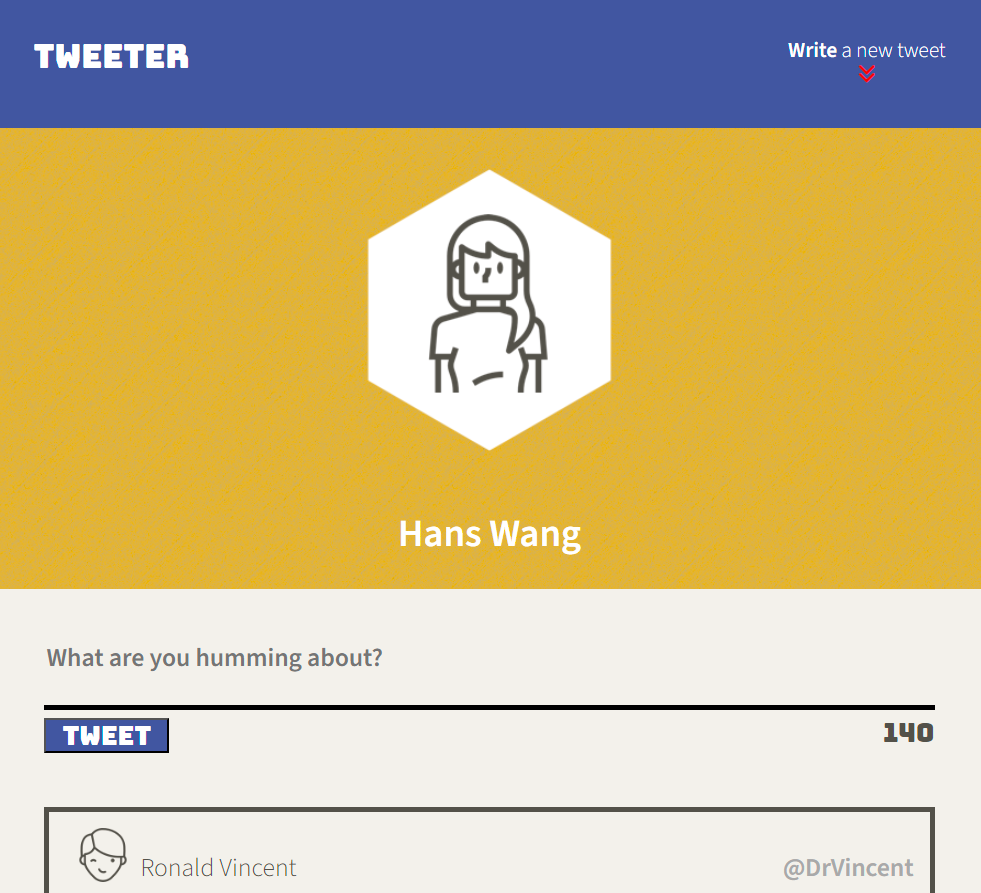 TWEETER
Write a new tweet
Hans Wang
What are you humming about?
TWEET
140
Ronald Vincent
@DrVincent